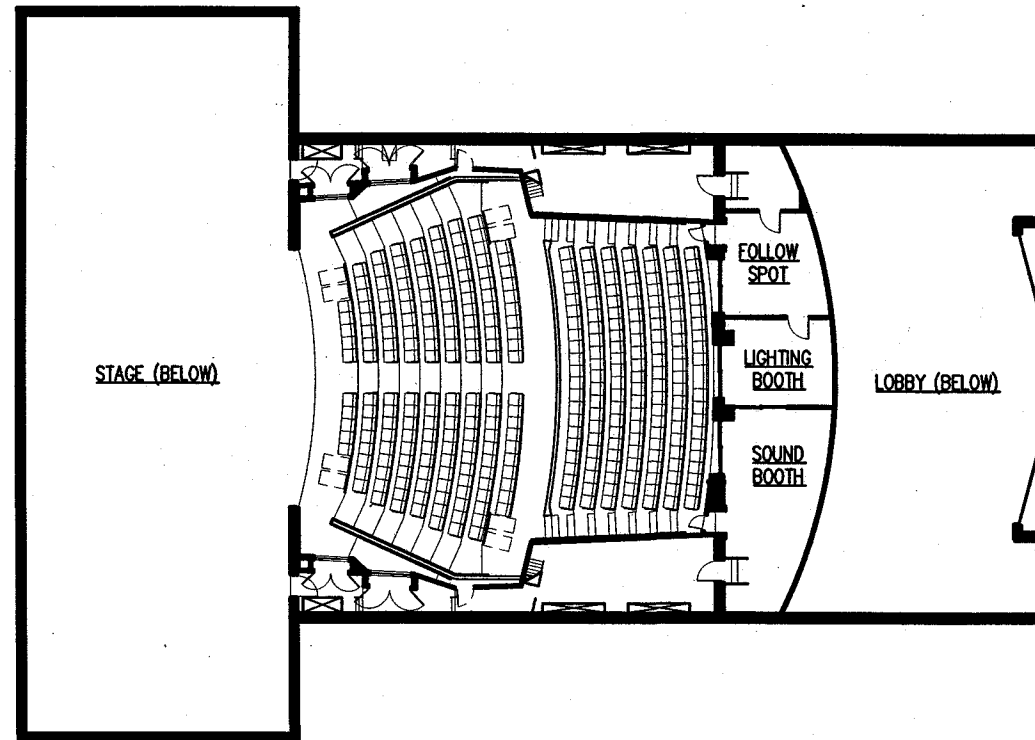 STAGE (BELOW)
FOLLOW
SPOT
LIGHTING
BOOTH
LOBBY (BELOW)
SOUND
BOOTH